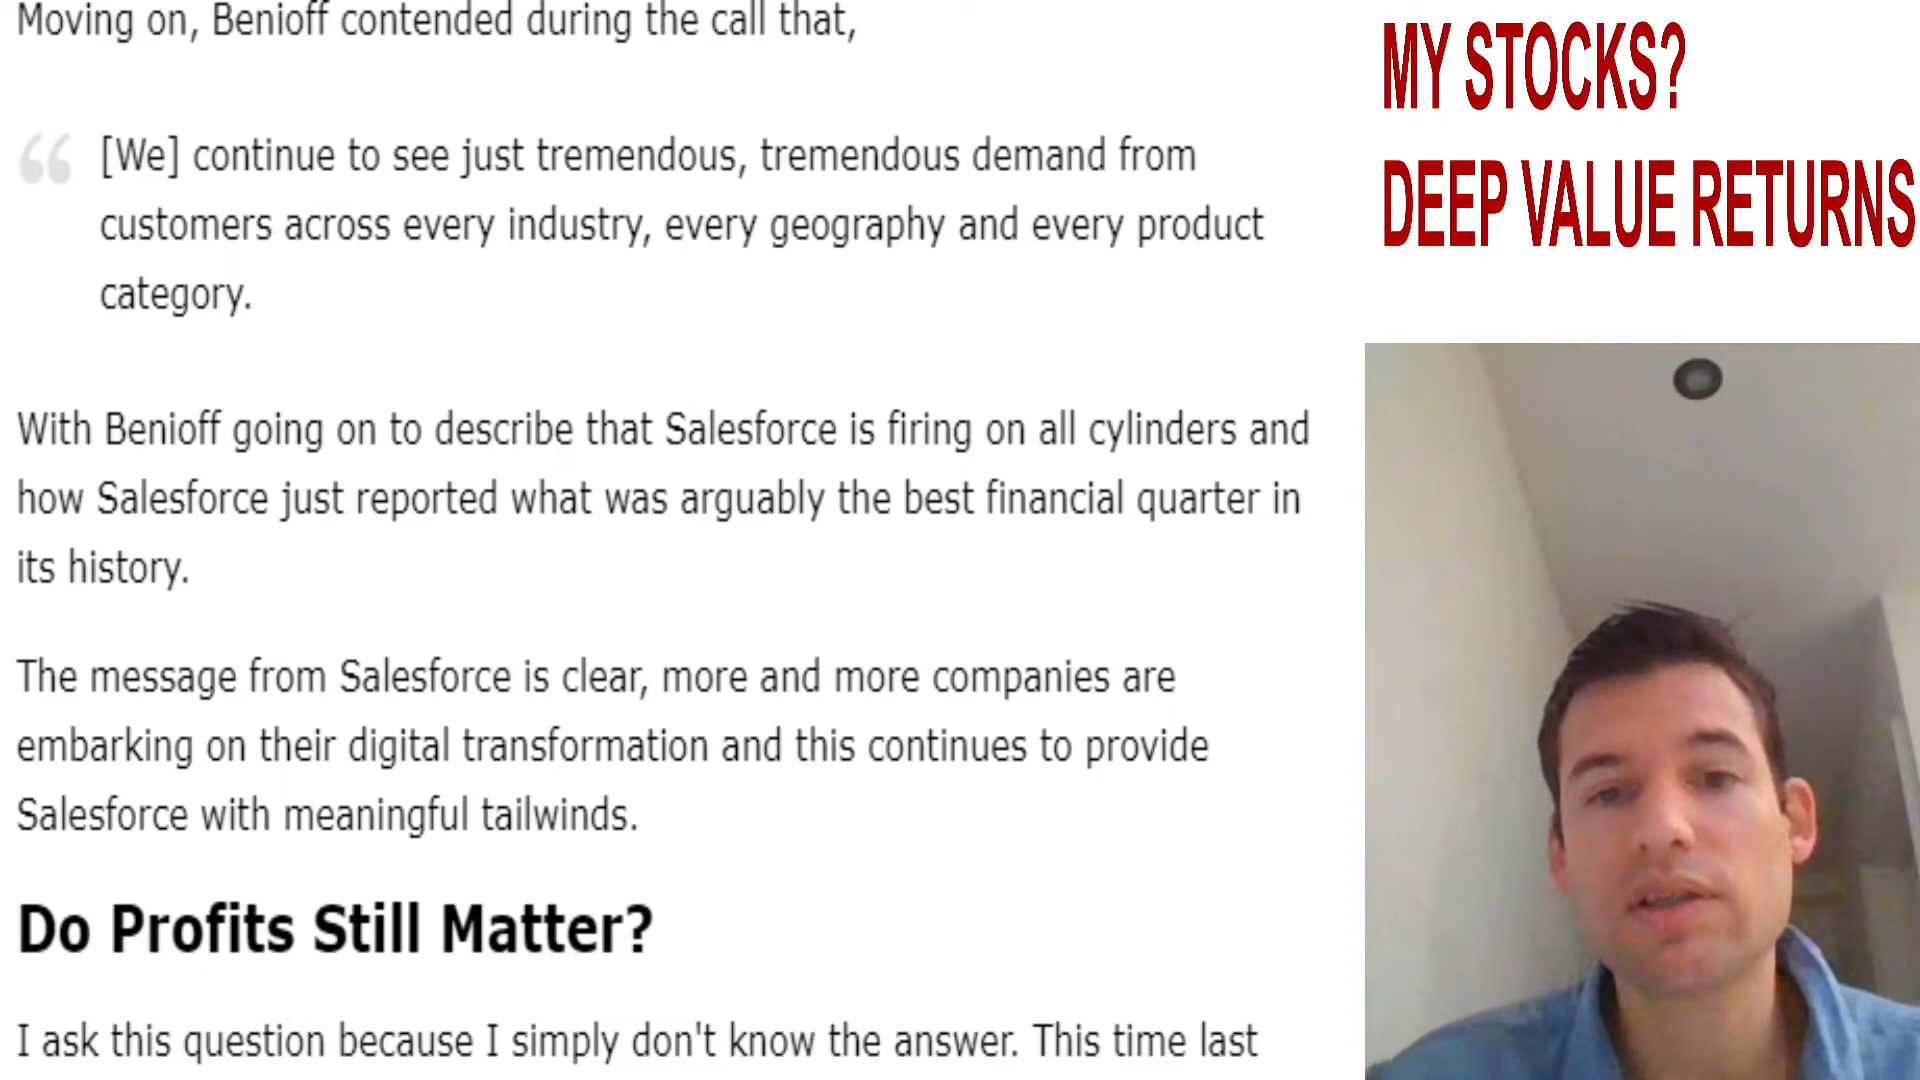 Moving on, Benioff contended during the call that,
[We] continue to see just tremendous, tremendous demand from
customers across every industry, every geography and every product
category.
With Benioff going on to describe that Salesforce is firing on all cylinders and
how Salesforce just reported what was arguably the best financial quarter in
its history.
The message from Salesforce is clear, more and more companies are
embarking on their digital transformation and this continues to provide
Salesforce with meaningful tailwinds.
Do Profits Still Matter?
I ask this question because I simply don't know the answer. This time last
MY STOCKS?
DEEP VALUE RETURNS